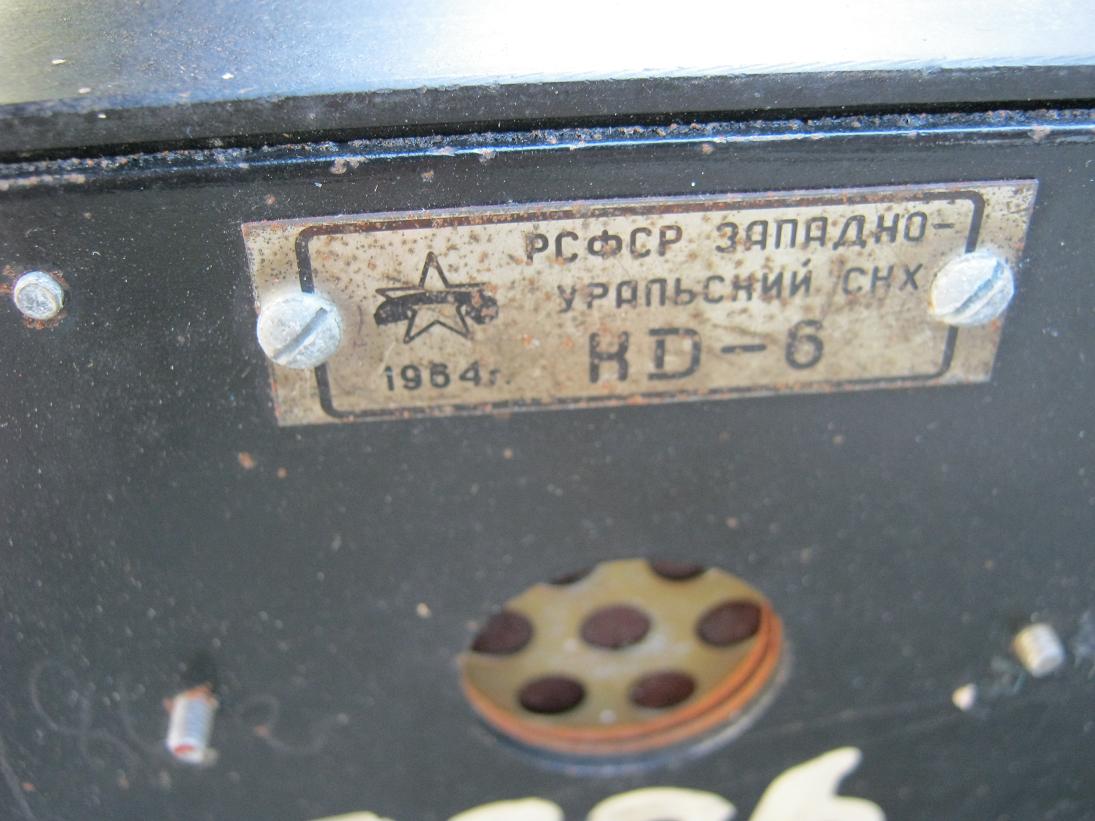 РСФСР ЗАПАДНО-
УРАЛЬСКИЙ СНХ
КD-6
1964г.